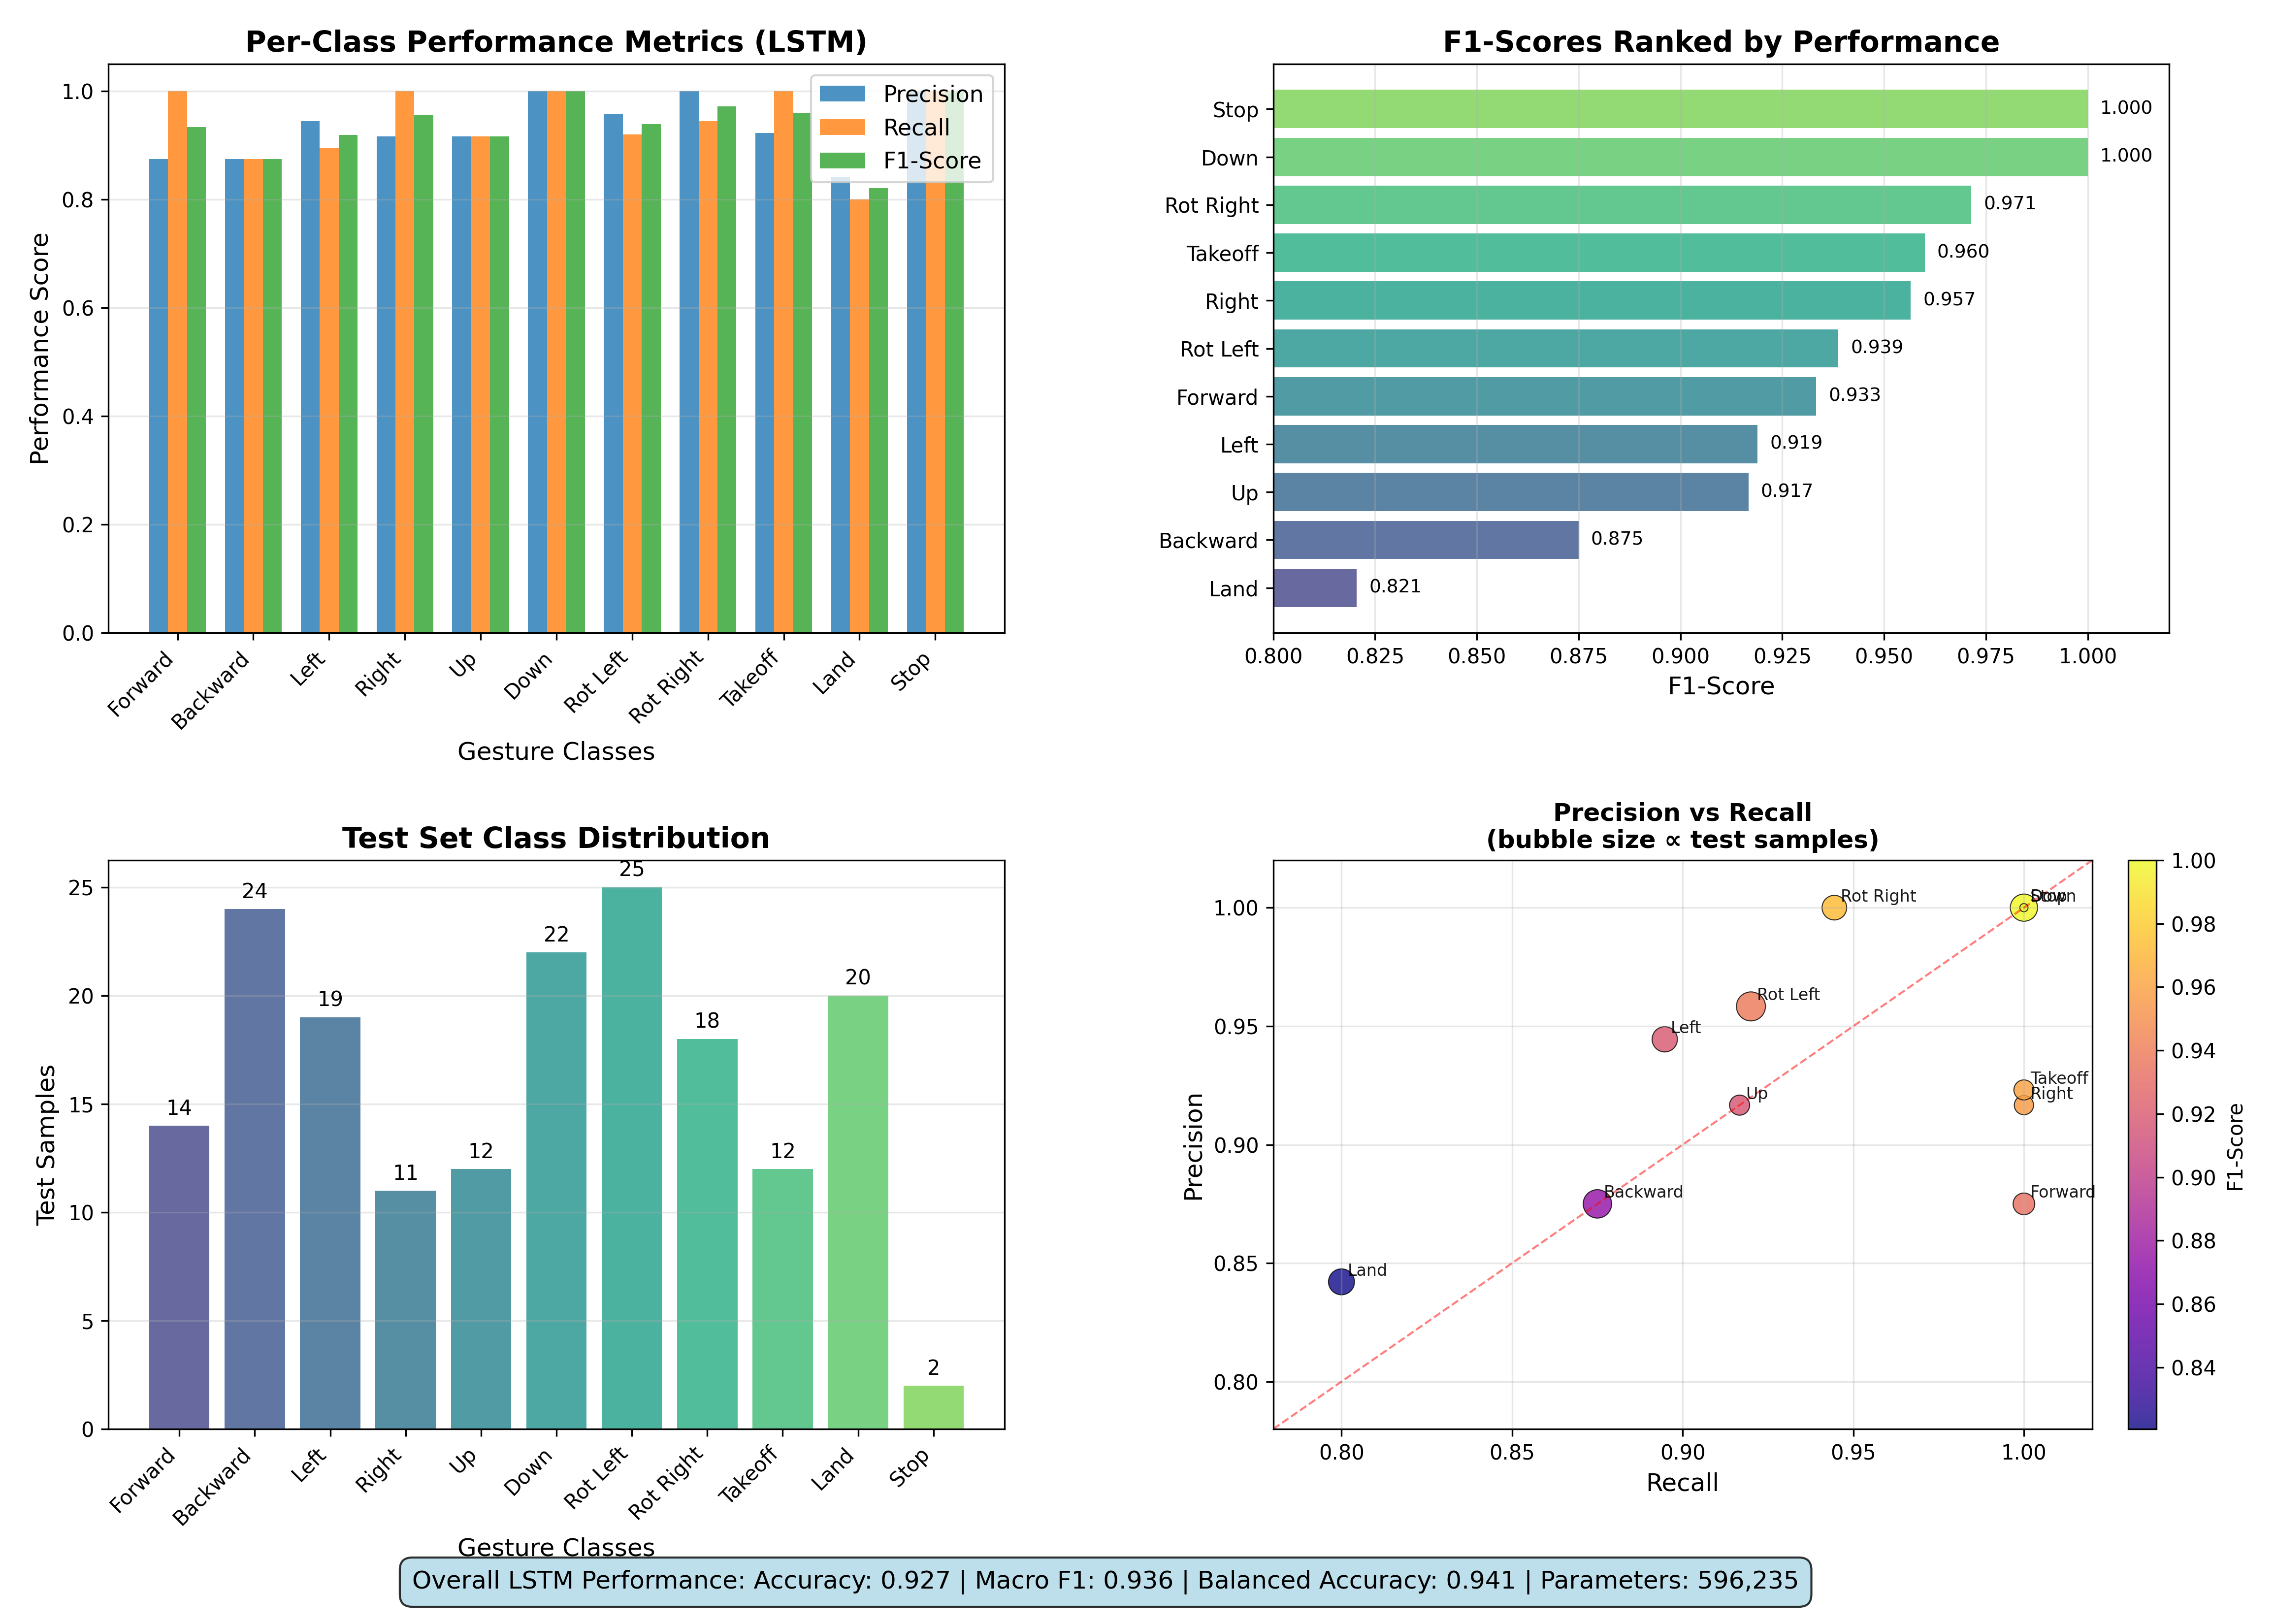 Per-Class Performance Metrics (LSTM)
Precision
Recall
F1-Score
1.0
0.8
0.6
0.4
0.2
0.0
Performance Score
Forward
Backward
Left
Right
Up
Down
Rot Left
Rot Right
Takeoff
Land
Stop
Gesture Classes
F1-Scores Ranked by Performance
Stop 1.000
Down 1.000
Rot Right 0.971
Takeoff 0.960
Right 0.957
Rot Left 0.939
Forward 0.933
Left 0.919
Up 0.917
Backward 0.875
Land 0.821
0.800 0.825 0.850 0.875 0.900 0.925 0.950 0.975 1.000
F1-Score
Test Set Class Distribution
25
20
15
10
5
0
Test Samples
14
24
19
11
12
22
25
18
12
20
2
Forward
Backward
Left
Right
Up
Down
Rot Left
Rot Right
Takeoff
Land
Stop
Gesture Classes
Precision vs Recall
(bubble size ∝ test samples)
1.00
0.95
0.90
0.85
0.80
Precision
Rot Right
Stop
Down
Rot Left
Left
Takeoff
Right
Up
Backward
Forward
Land
0.80 0.85 0.90 0.95 1.00
Recall
1.00
0.98
0.96
0.94
0.92
0.90
0.88
0.86
0.84
F1-Score
Overall LSTM Performance: Accuracy: 0.927 | Macro F1: 0.936 | Balanced Accuracy: 0.941 | Parameters: 596,235